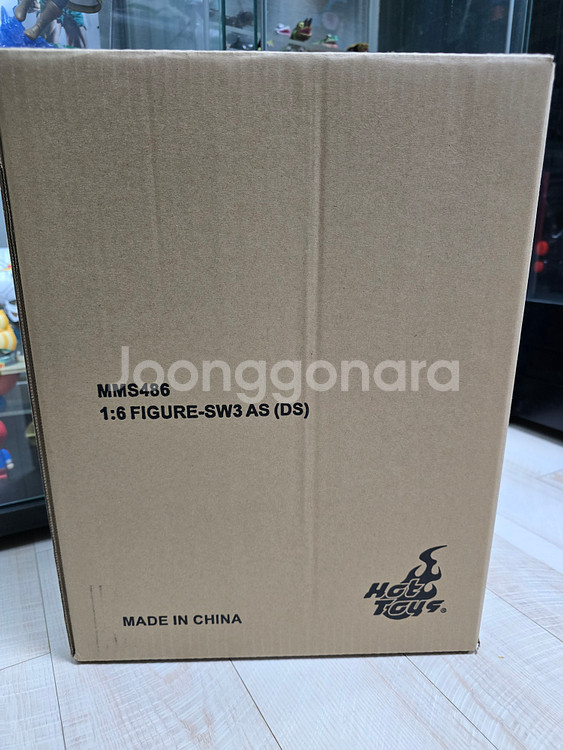 Joonggonara
MMS486
1:6 FIGURE-SW3 AS (DS)
Hot
Toys®
MADE IN CHINA